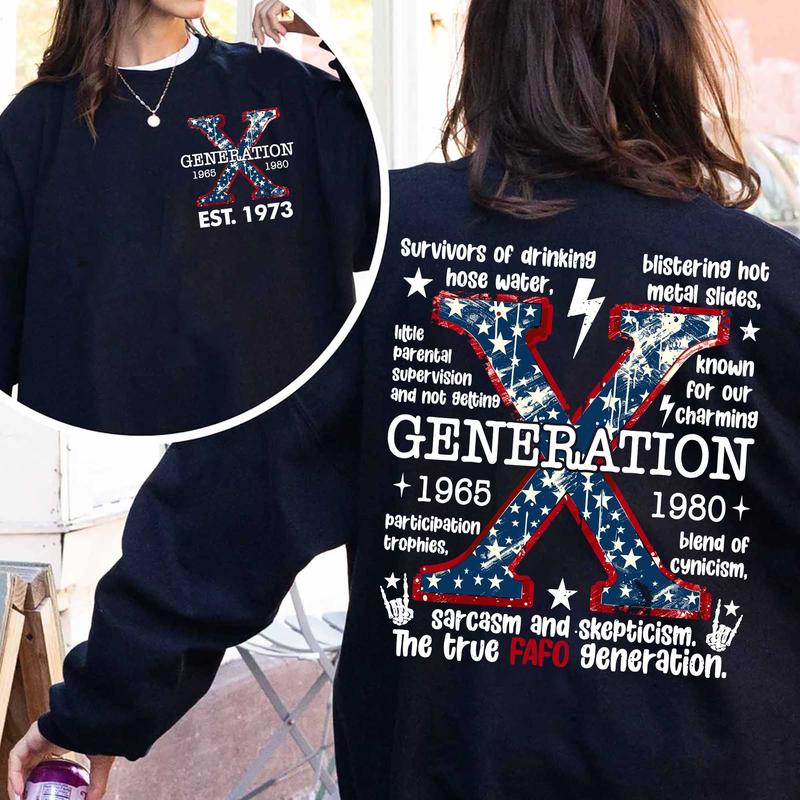 GENERATION
1965 1980
EST. 1973
Survivors of drinking
hose water,
blistering hot
metal slides,
little
parental
supervision
and not getting
known
for our
charming
GENERATION
1965
1980
participation
trophies,
blend of
cynicism,
sarcasm and skepticism.
The true FAFO generation.